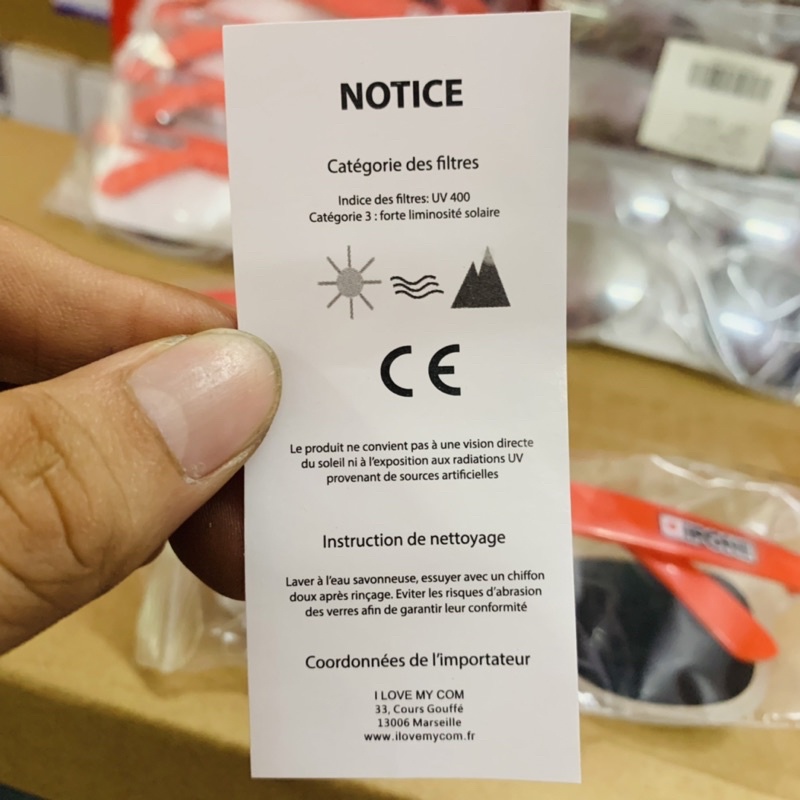 NOTICE
Catégorie des filtres
Indice des filtres: UV 400
Catégorie 3 : forte liminosité solaire
CE
Le produit ne convient pas à une vision directe
du soleil ni à l'exposition aux radiations UV
provenant de sources artificielles
Instruction de nettoyage
Laver à l'eau savonneuse, essuyer avec un chiffon
doux après rinçage. Eviter les risques d'abrasion
des verres afin de garantir leur conformité
Coordonnées de l'importateur
I LOVE MY COM
33, Cours Gouffé
13006 Marseille
www.ilovemycom.fr